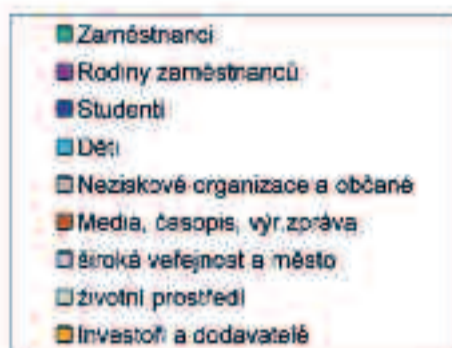 Zaměstnanci
Rodiny zaměstnanců
Studenti
Děti
Neziskové organizace a občané
Media, časopis, výr.zpráva
široká veřejnost a město
životní prostředí
Investoři a dodavatelé